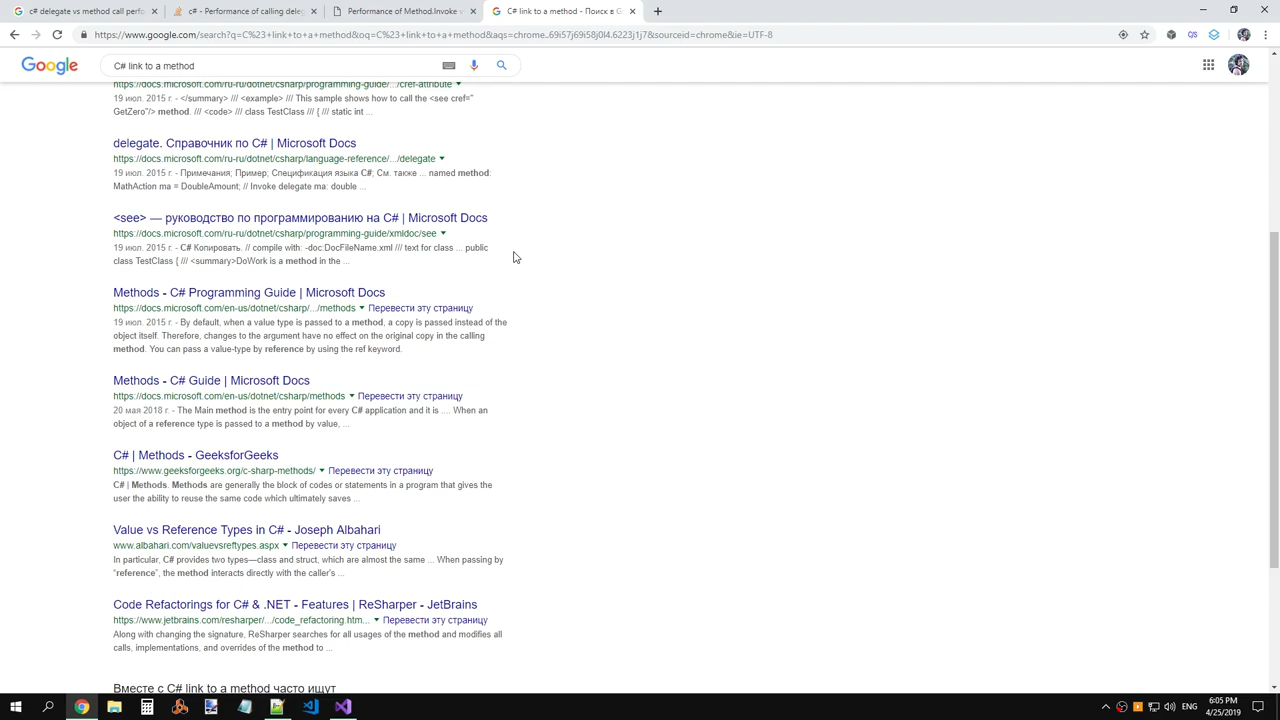 c# delegate vs method call perf
c# - Performance of calling deleg
Performance of Method.Invoke v
C# link to a method - Поиск в G
https://www.google.com/search?q=C%23+link+to+a+method&oq=C%23+link+to+a+method&aqs=chrome..69i57j69i58j0l4.6223j1j7&sourceid=chrome&ie=UTF-8
Google
C# link to a method
https://docs.microsoft.com/ru-ru/dotnet/csharp/programming-guide/.../cref-attribute
19 июл. 2015 г. - </summary> /// <example> /// This sample shows how to call the <see cref="
GetZero"/> method. /// <code> /// class TestClass /// { /// static int ...
delegate. Справочник по C# | Microsoft Docs
https://docs.microsoft.com/ru-ru/dotnet/csharp/language-reference/.../delegate
19 июл. 2015 г. - Примечания; Пример; Спецификация языка C#; См. также ... named method:
MathAction ma = DoubleAmount; // Invoke delegate ma: double ...
<see> — руководство по программированию на C# | Microsoft Docs
https://docs.microsoft.com/ru-ru/dotnet/csharp/programming-guide/xmldoc/see
19 июл. 2015 г. - C# Копировать. // compile with: -doc:DocFileName.xml /// text for class ... public
class TestClass { /// <summary>DoWork is a method in the ...
Methods - C# Programming Guide | Microsoft Docs
https://docs.microsoft.com/en-us/dotnet/csharp/.../methods Перевести эту страницу
19 июл. 2015 г. - By default, when a value type is passed to a method, a copy is passed instead of the
object itself. Therefore, changes to the argument have no effect on the original copy in the calling
method. You can pass a value-type by reference by using the ref keyword.
Methods - C# Guide | Microsoft Docs
https://docs.microsoft.com/en-us/dotnet/csharp/methods Перевести эту страницу
20 мая 2018 г. - The Main method is the entry point for every C# application and it is .... When an
object of a reference type is passed to a method by value, ...
C# | Methods - GeeksforGeeks
https://www.geeksforgeeks.org/c-sharp-methods/ Перевести эту страницу
C# | Methods. Methods are generally the block of codes or statements in a program that gives the
user the ability to reuse the same code which ultimately saves ...
Value vs Reference Types in C# - Joseph Albahari
www.albahari.com/valuevsreftypes.aspx Перевести эту страницу
In particular, C# provides two types—class and struct, which are almost the same ... When passing by
"reference", the method interacts directly with the caller's ...
Code Refactorings for C# & .NET - Features | ReSharper - JetBrains
https://www.jetbrains.com/resharper/.../code_refactoring.htm... Перевести эту страницу
Along with changing the signature, ReSharper searches for all usages of the method and modifies all
calls, implementations, and overrides of the method to ...
Вместе с C# link to a method часто ищут
ENG
6:05 PM
4/25/2019